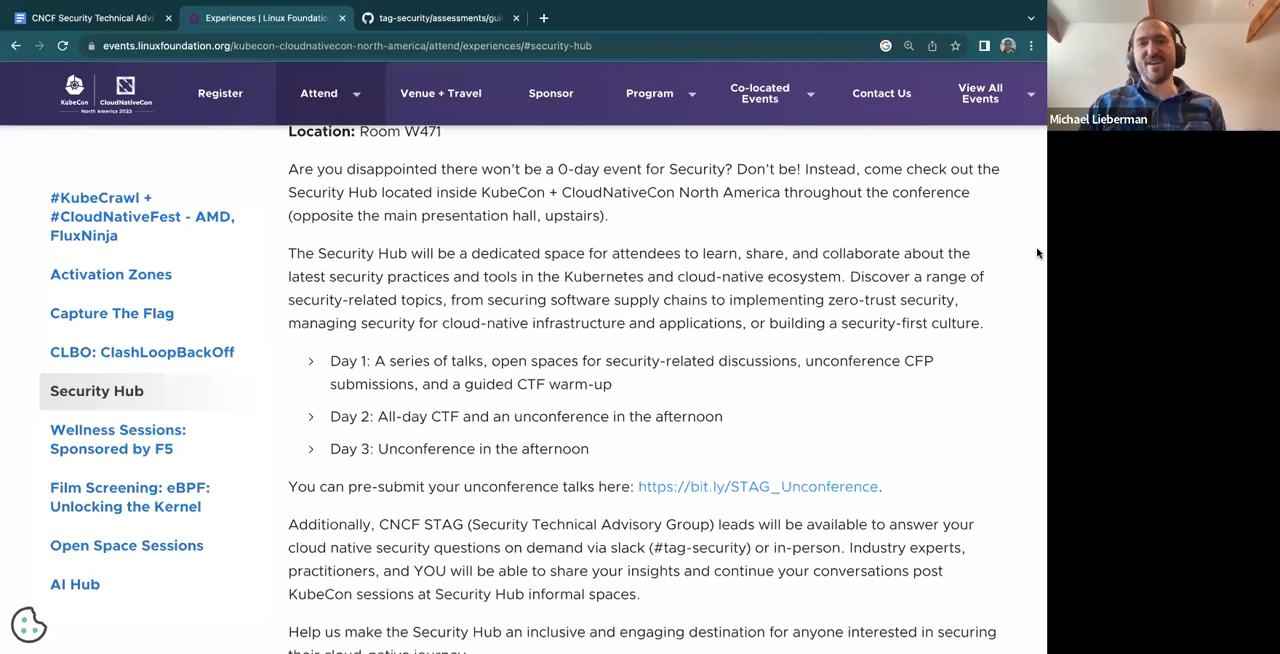 CNCF Security Technical Advi
Experiences | Linux Foundatio
tag-security/assessments/gui
events.linuxfoundation.org/kubecon-cloudnativecon-north-america/attend/experiences/#security-hub
KubeCon CloudNativeCon
North America 2023
Register
Attend
Venue + Travel
Sponsor
Program
Co-located
Events
Contact Us
View All
Events
Michael Lieberman
#KubeCrawl +
#CloudNativeFest - AMD,
FluxNinja
Activation Zones
Capture The Flag
CLBO: ClashLoopBackOff
Security Hub
Wellness Sessions:
Sponsored by F5
Film Screening: eBPF:
Unlocking the Kernel
Open Space Sessions
AI Hub
Location: Room W471
Are you disappointed there won't be a 0-day event for Security? Don't be! Instead, come check out the
Security Hub located inside KubeCon + CloudNativeCon North America throughout the conference
(opposite the main presentation hall, upstairs).
The Security Hub will be a dedicated space for attendees to learn, share, and collaborate about the
latest security practices and tools in the Kubernetes and cloud-native ecosystem. Discover a range of
security-related topics, from securing software supply chains to implementing zero-trust security,
managing security for cloud-native infrastructure and applications, or building a security-first culture.
Day 1: A series of talks, open spaces for security-related discussions, unconference CFP
submissions, and a guided CTF warm-up
Day 2: All-day CTF and an unconference in the afternoon
Day 3: Unconference in the afternoon
You can pre-submit your unconference talks here: https://bit.ly/STAG_Unconference.
Additionally, CNCF STAG (Security Technical Advisory Group) leads will be available to answer your
cloud native security questions on demand via slack (#tag-security) or in-person. Industry experts,
practitioners, and YOU will be able to share your insights and continue your conversations post
KubeCon sessions at Security Hub informal spaces.
Help us make the Security Hub an inclusive and engaging destination for anyone interested in securing
their cloud-native journey.